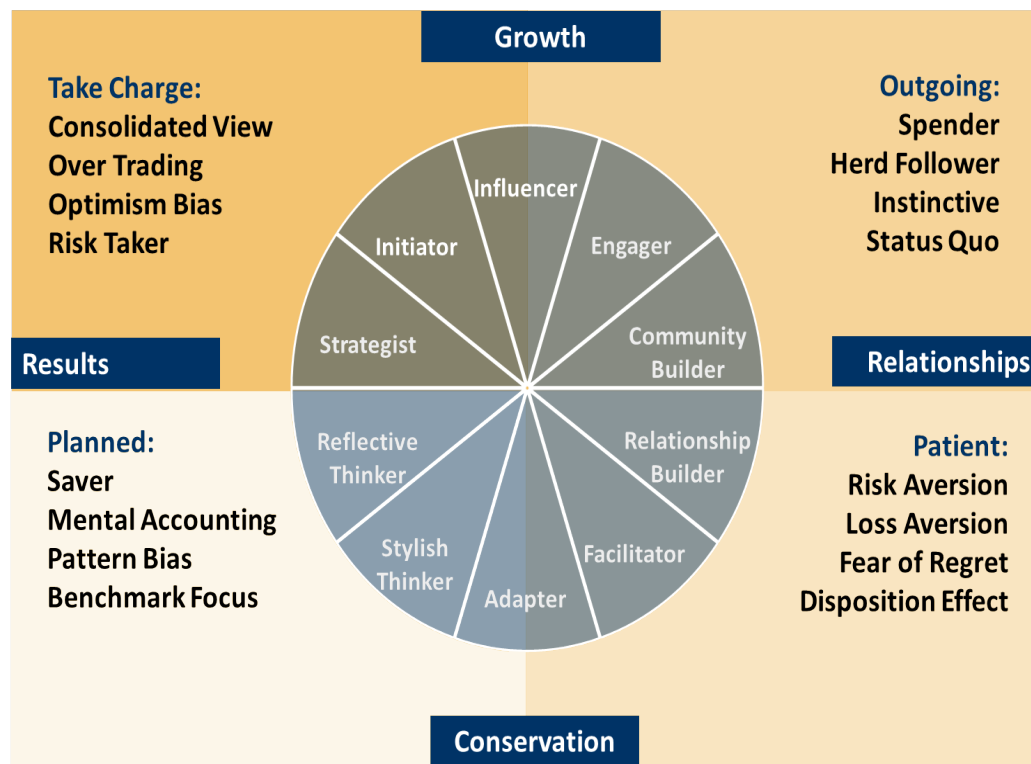 Growth
Take Charge:
Consolidated View
Over Trading
Optimism Bias
Risk Taker
Outgoing:
Spender
Herd Follower
Instinctive
Status Quo
Influencer
Initiator
Engager
Strategist
Community
Builder
Results
Relationships
Reflective
Thinker
Relationship
Builder
Stylish
Thinker
Facilitator
Adapter
Planned:
Saver
Mental Accounting
Pattern Bias
Benchmark Focus
Patient:
Risk Aversion
Loss Aversion
Fear of Regret
Disposition Effect
Conservation